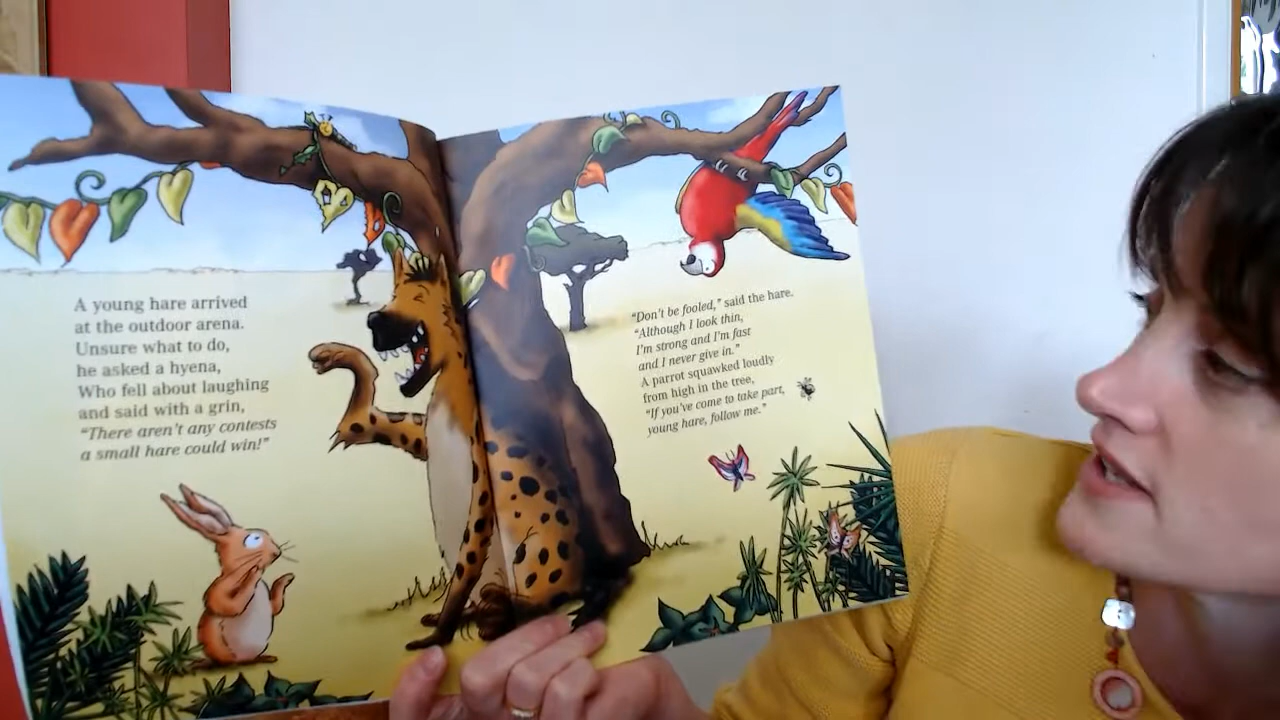 A young hare arrived
at the outdoor arena.
Unsure what to do,
he asked a hyena,
Who fell about laughing
and said with a grin,
“There aren’t any contests
a small hare could win!”
“Don’t be fooled,” said the hare.
“Although I look thin,
I’m strong and I’m fast
and I never give in.”
A parrot squawked loudly
from high in the tree,
“If you’ve come to take part,
young hare, follow me.”